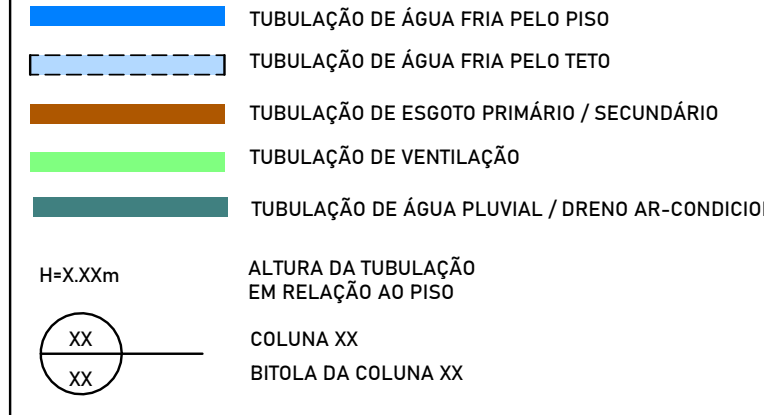 TUBULAÇÃO DE ÁGUA FRIA PELO PISO
TUBULAÇÃO DE ÁGUA FRIA PELO TETO
TUBULAÇÃO DE ESGOTO PRIMÁRIO / SECUNDÁRIO
TUBULAÇÃO DE VENTILAÇÃO
TUBULAÇÃO DE ÁGUA PLUVIAL / DRENO
H=X.XXm
ALTURA DA TUBULAÇÃO
EM RELAÇÃO AO PISO
XX
XX
COLUNA XX
BITOLA DA COLUNA XX